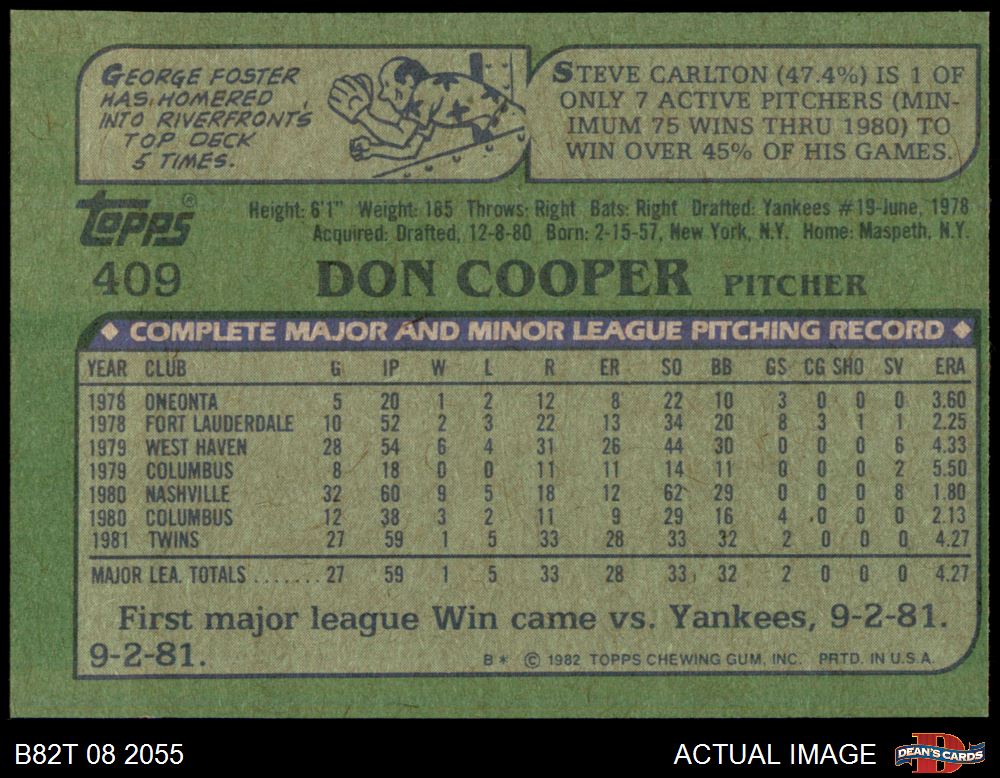 GEORGE FOSTER
HAS HOMERED
INTO RIVERFRONT'S
TOP DECK
5 TIMES.
STEVE CARLTON (47.4%) IS 1 OF
ONLY 7 ACTIVE PITCHERS (MIN-
IMUM 75 WINS THRU 1980) TO
WIN OVER 45% OF HIS GAMES.
TOPPS®
Height: 6'1" Weight: 185 Throws: Right Bats: Right Drafted: Yankees #19-June, 1978
Acquired: Drafted, 12-8-80 Born: 2-15-57, New York, N.Y. Home: Maspeth, N.Y.
409 DON COOPER PITCHER
◆ COMPLETE MAJOR AND MINOR LEAGUE PITCHING RECORD ◆
YEAR CLUB G IP W L R ER SO BB GS CG SHO SV ERA
1978 ONEONTA 5 20 1 2 12 8 22 10 3 0 0 0 3.60
1978 FORT LAUDERDALE 10 52 2 3 22 13 34 20 8 3 1 1 2.25
1979 WEST HAVEN 28 54 6 4 31 26 44 30 0 0 0 6 4.33
1979 COLUMBUS 8 18 0 0 11 11 14 11 0 0 0 2 5.50
1980 NASHVILLE 32 60 9 5 18 12 62 29 0 0 0 8 1.80
1980 COLUMBUS 12 38 3 2 11 9 29 16 4 0 0 0 2.13
1981 TWINS 27 59 1 5 33 28 33 32 2 0 0 0 4.27
MAJOR LEA. TOTALS ....... 27 59 1 5 33 28 33 32 2 0 0 0 4.27
First major league Win came vs. Yankees, 9-2-81.
9-2-81.
B* © 1982 TOPPS CHEWING GUM, INC. PRTD. IN U.S.A.
B82T 08 2055
ACTUAL IMAGE
DEAN'S CARDS